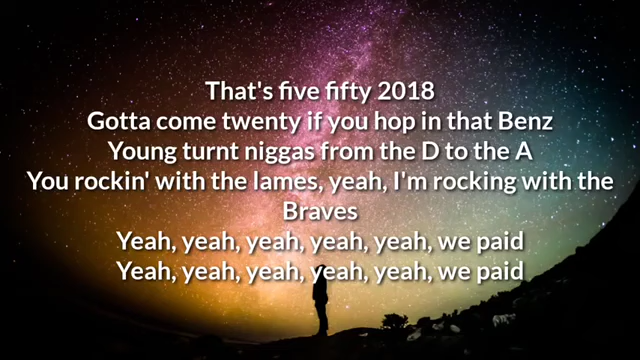 That's five fifty 2018
Gotta come twenty if you hop in that Benz
Young turnt niggas from the D to the A
You rockin' with the lames, yeah, I'm rocking with the
Braves
Yeah, yeah, yeah, yeah, yeah, we paid
Yeah, yeah, yeah, yeah, yeah, we paid